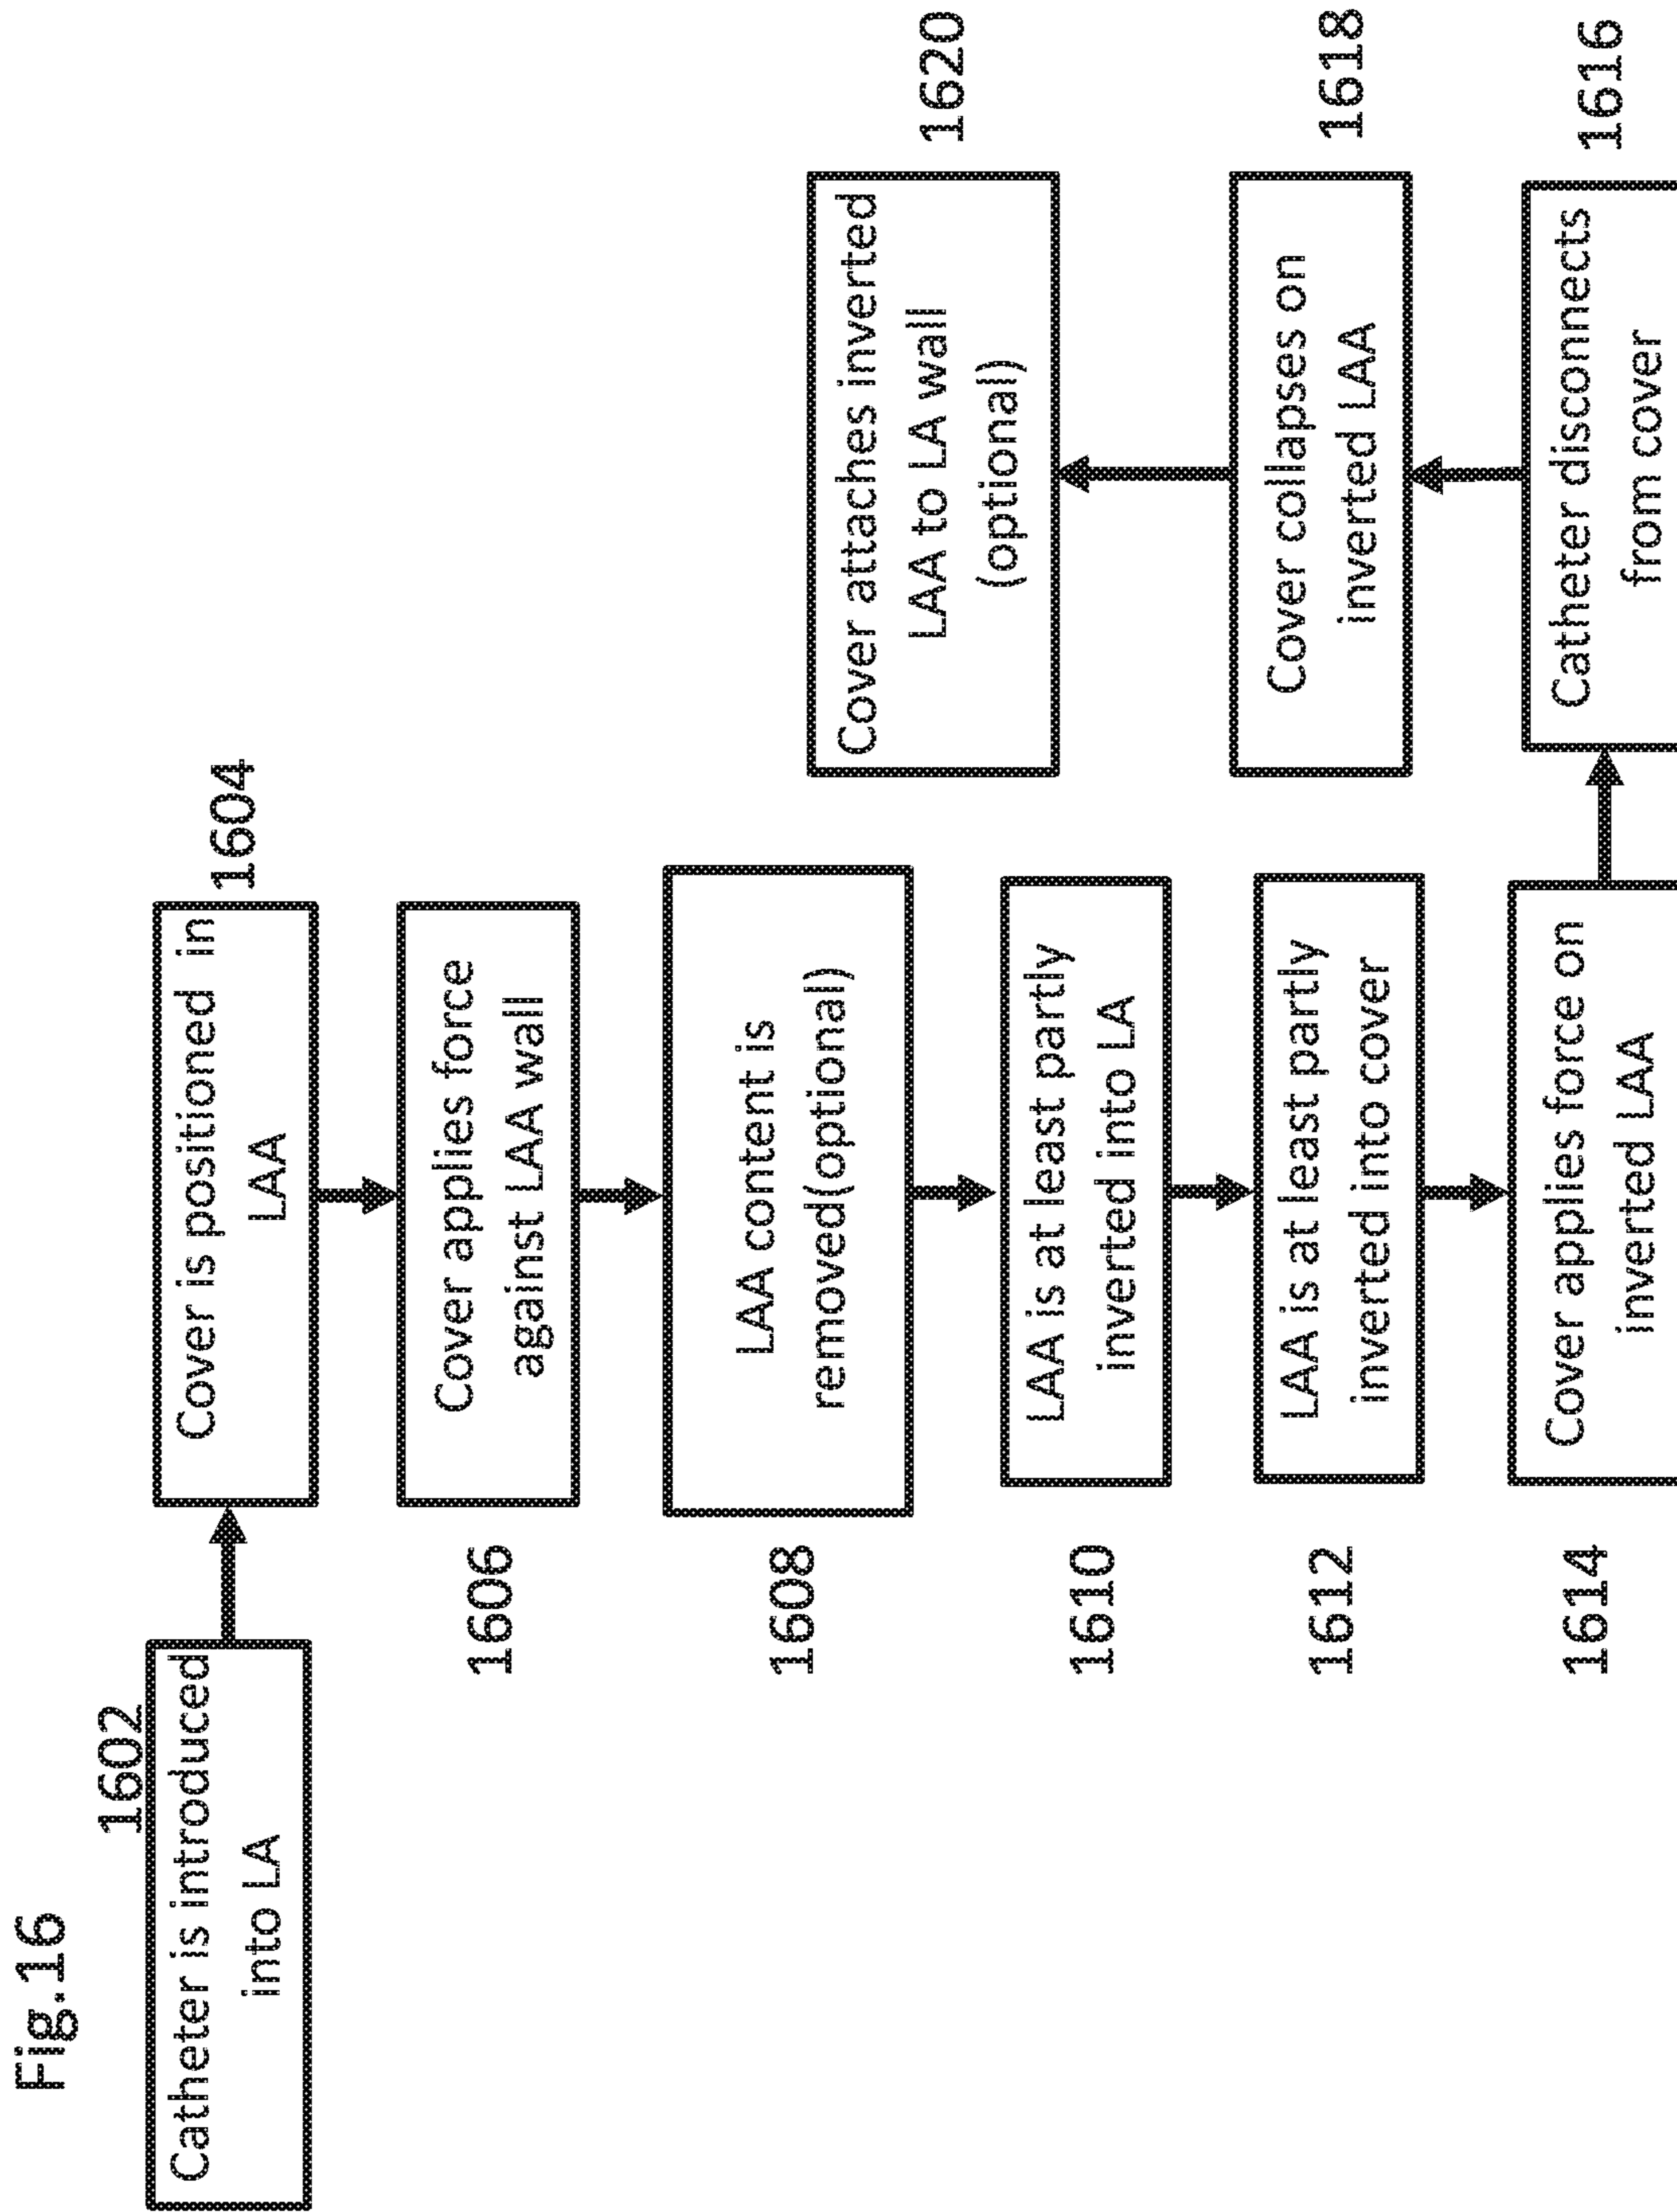 Fig.16
1602
Catheter is introduced
into LA
1604
Cover is positioned in
LAA
1606
Cover applies force
against LAA wall
1608
LAA content is
removed(optional)
1610
LAA is at least partly
inverted into LA
1612
LAA is at least partly
inverted into cover
1614
Cover applies force on
inverted LAA
1616
Catheter disconnects
from cover
1618
Cover collapses on
inverted LAA
1620
Cover attaches inverted
LAA to LA wall
(optional)